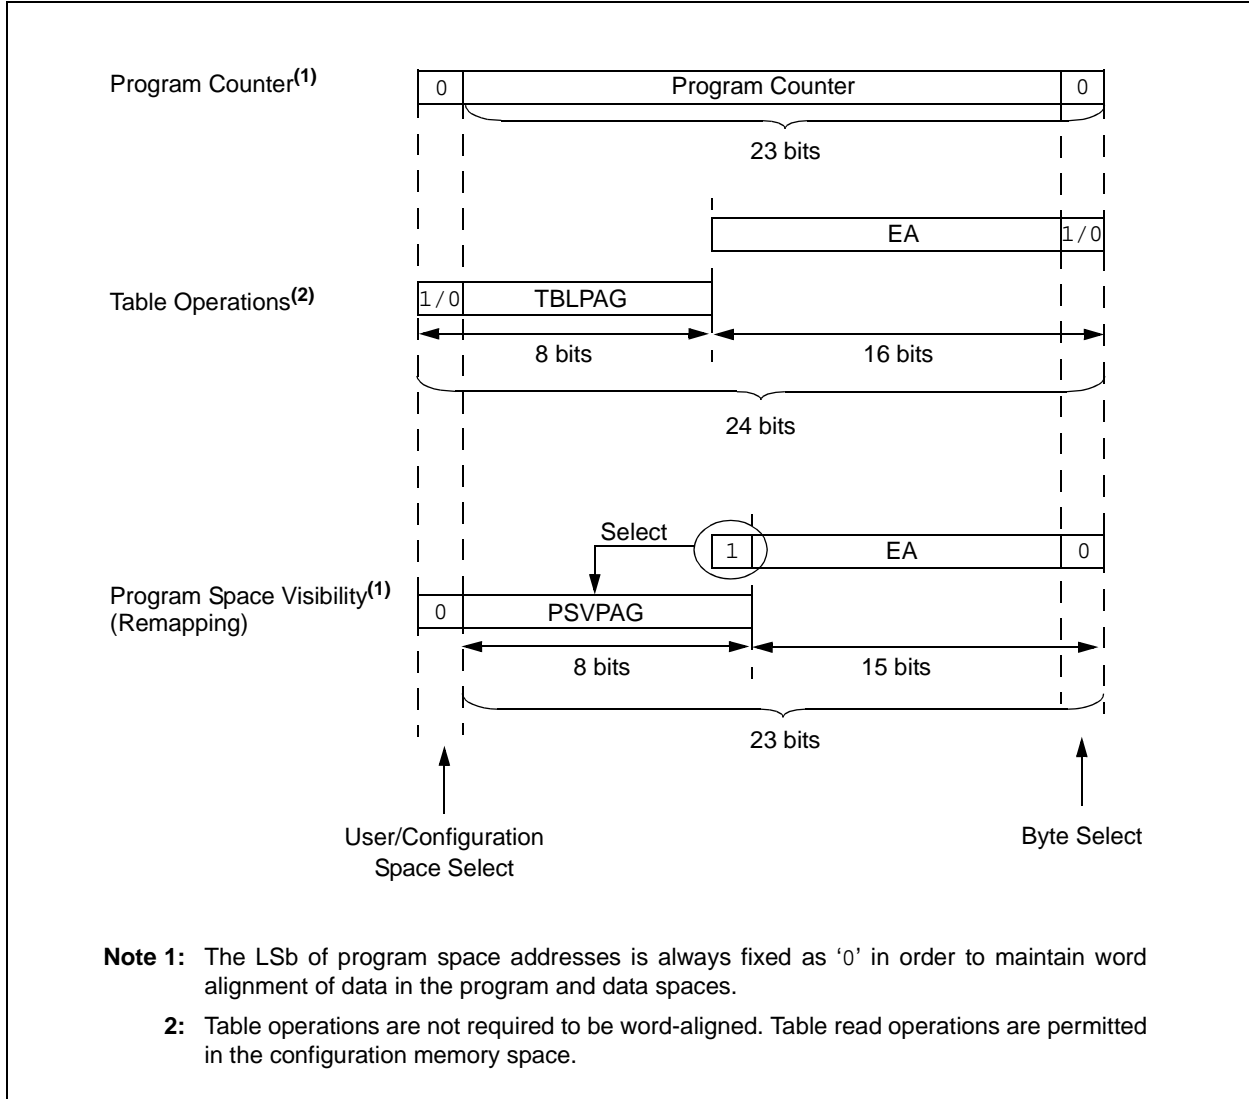 Program Counter(1)
0
Program Counter
0
23 bits
EA
1/0
Table Operations(2)
1/0
TBLPAG
8 bits
16 bits
24 bits
Select
1
EA
0
Program Space Visibility(1)
(Remapping)
0
PSVPAG
8 bits
15 bits
23 bits
User/Configuration
Space Select
Byte Select
Note 1: The LSb of program space addresses is always fixed as ‘0’ in order to maintain word
alignment of data in the program and data spaces.
2: Table operations are not required to be word-aligned. Table read operations are permitted
in the configuration memory space.